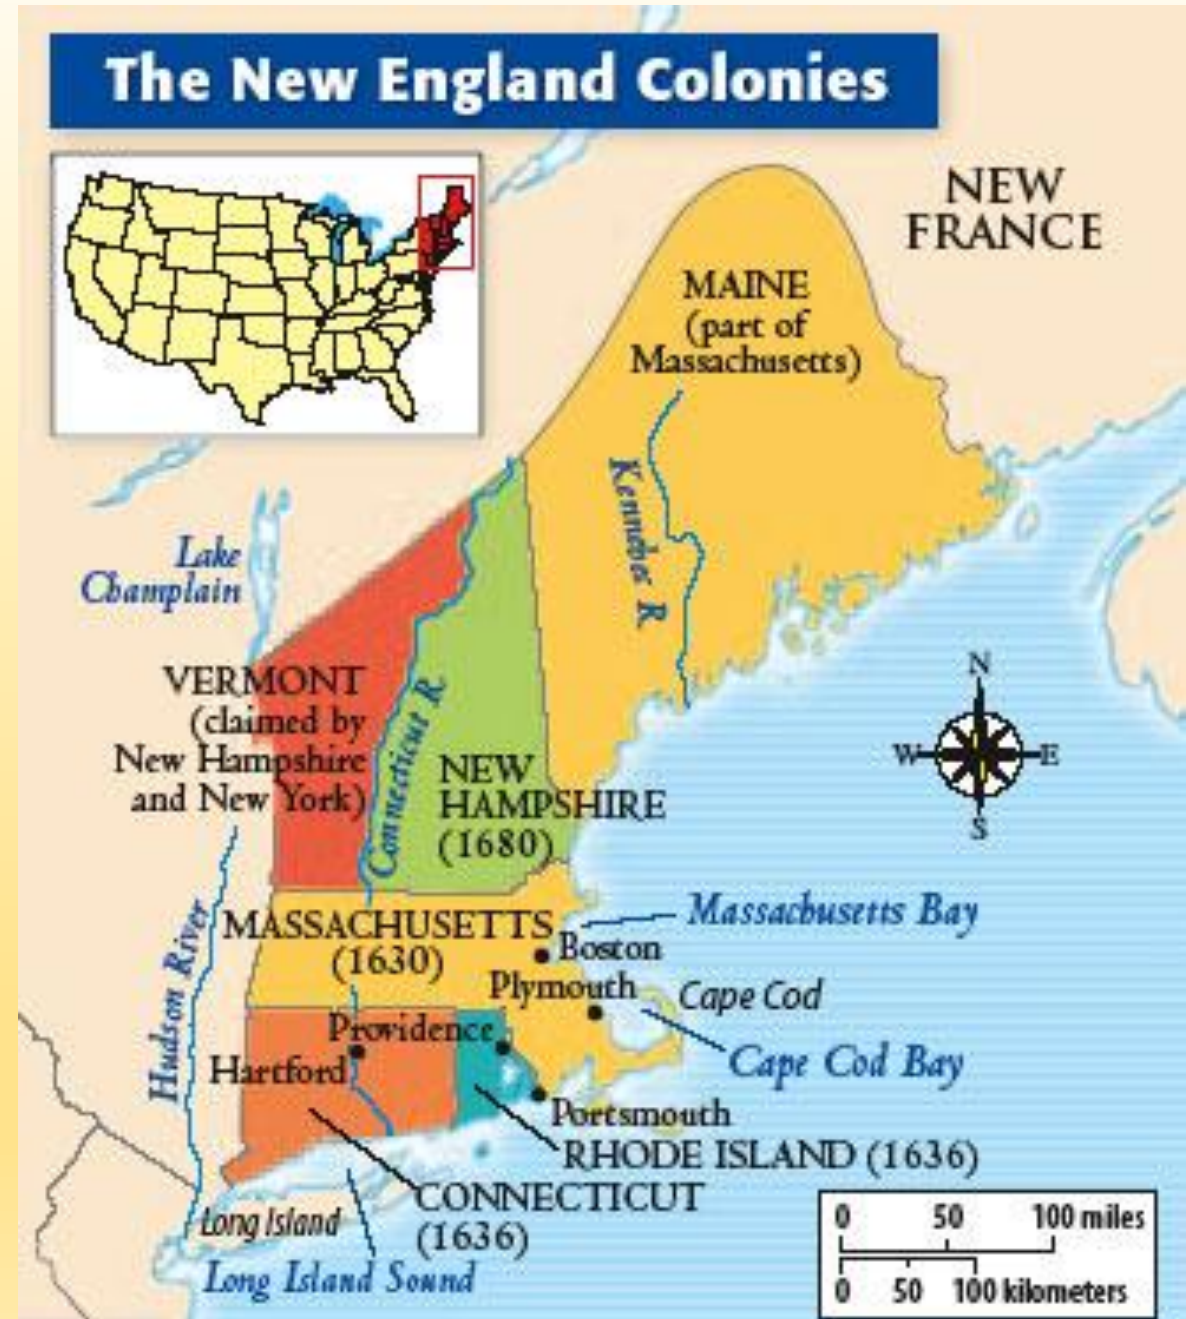 The New England Colonies
NEW
FRANCE
MAINE
(part of
Massachusetts)
Kennebec R
Lake
Champlain
VERMONT
(claimed by
New Hampshire
and New York)
Connecticut R.
NEW
HAMPSHIRE
(1680)
N
W
E
S
Hudson River
MASSACHUSETTS
(1630)
Massachusetts Bay
Boston
Plymouth
Cape Cod
Cape Cod Bay
Providence
Hartford
Portsmouth
RHODE ISLAND (1636)
CONNECTICUT
(1636)
Long Island
Long Island Sound
0 50 100 miles
0 50 100 kilometers